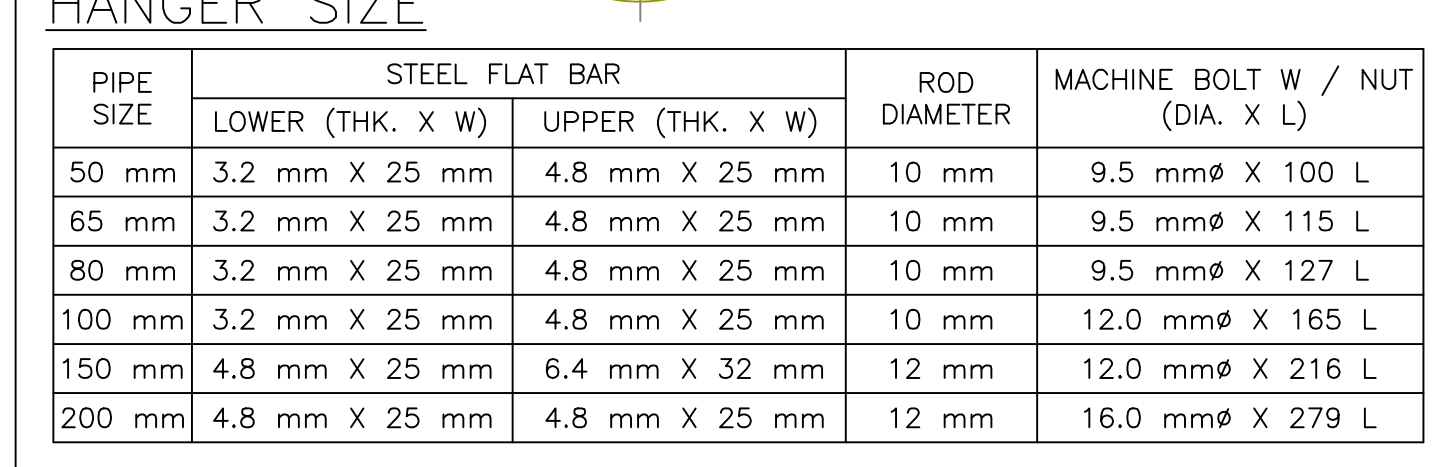 HANGER SIZE
PIPE SIZE STEEL FLAT BAR ROD DIAMETER MACHINE BOLT W / NUT (DIA. X L)
LOWER (THK. X W) UPPER (THK. X W)
50 mm 3.2 mm X 25 mm 4.8 mm X 25 mm 10 mm 9.5 mmø X 100 L
65 mm 3.2 mm X 25 mm 4.8 mm X 25 mm 10 mm 9.5 mmø X 115 L
80 mm 3.2 mm X 25 mm 4.8 mm X 25 mm 10 mm 9.5 mmø X 127 L
100 mm 3.2 mm X 25 mm 4.8 mm X 25 mm 10 mm 12.0 mmø X 165 L
150 mm 4.8 mm X 25 mm 6.4 mm X 32 mm 12 mm 12.0 mmø X 216 L
200 mm 4.8 mm X 25 mm 4.8 mm X 25 mm 12 mm 16.0 mmø X 279 L